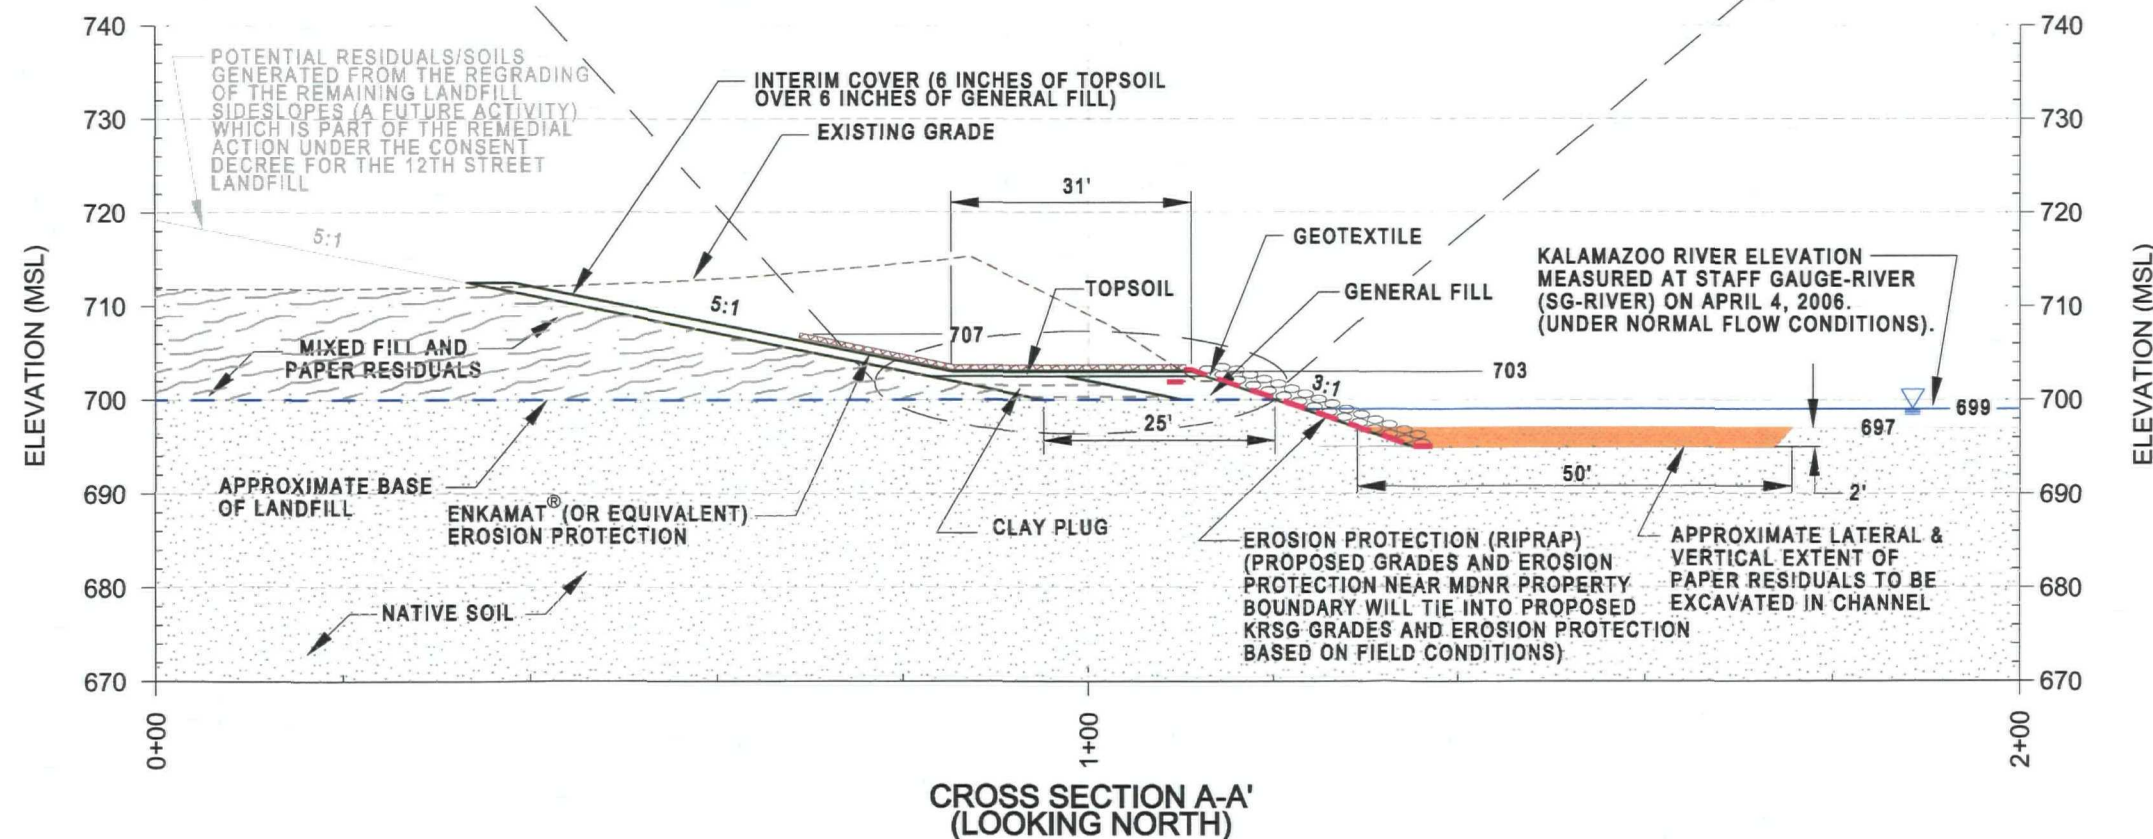 740
730
720
710
700
690
680
670
ELEVATION (MSL)
POTENTIAL RESIDUALS/SOILS
GENERATED FROM THE REGRADING
OF THE REMAINING LANDFILL
SIDESLOPES (A FUTURE ACTIVITY)
WHICH IS PART OF THE REMEDIAL
ACTION UNDER THE CONSENT
DECREE FOR THE 12TH STREET
LANDFILL
5:1
INTERIM COVER (6 INCHES OF TOPSOIL
OVER 6 INCHES OF GENERAL FILL)
EXISTING GRADE
31'
GEOTEXTILE
TOPSOIL
GENERAL FILL
KALAMAZOO RIVER ELEVATION
MEASURED AT STAFF GAUGE-RIVER
(SG-RIVER) ON APRIL 4, 2006.
(UNDER NORMAL FLOW CONDITIONS).
5:1
707
MIXED FILL AND
PAPER RESIDUALS
703
3:1
699
697
25'
50'
2'
APPROXIMATE BASE
OF LANDFILL
ENKAMAT® (OR EQUIVALENT)
EROSION PROTECTION
CLAY PLUG
EROSION PROTECTION (RIPRAP)
(PROPOSED GRADES AND EROSION
PROTECTION NEAR MDNR PROPERTY
BOUNDARY WILL TIE INTO PROPOSED
KRSG GRADES AND EROSION PROTECTION
BASED ON FIELD CONDITIONS)
APPROXIMATE LATERAL &
VERTICAL EXTENT OF
PAPER RESIDUALS TO BE
EXCAVATED IN CHANNEL
NATIVE SOIL
740
730
720
710
700
690
680
670
ELEVATION (MSL)
0+00
1+00
2+00
CROSS SECTION A-A'
(LOOKING NORTH)